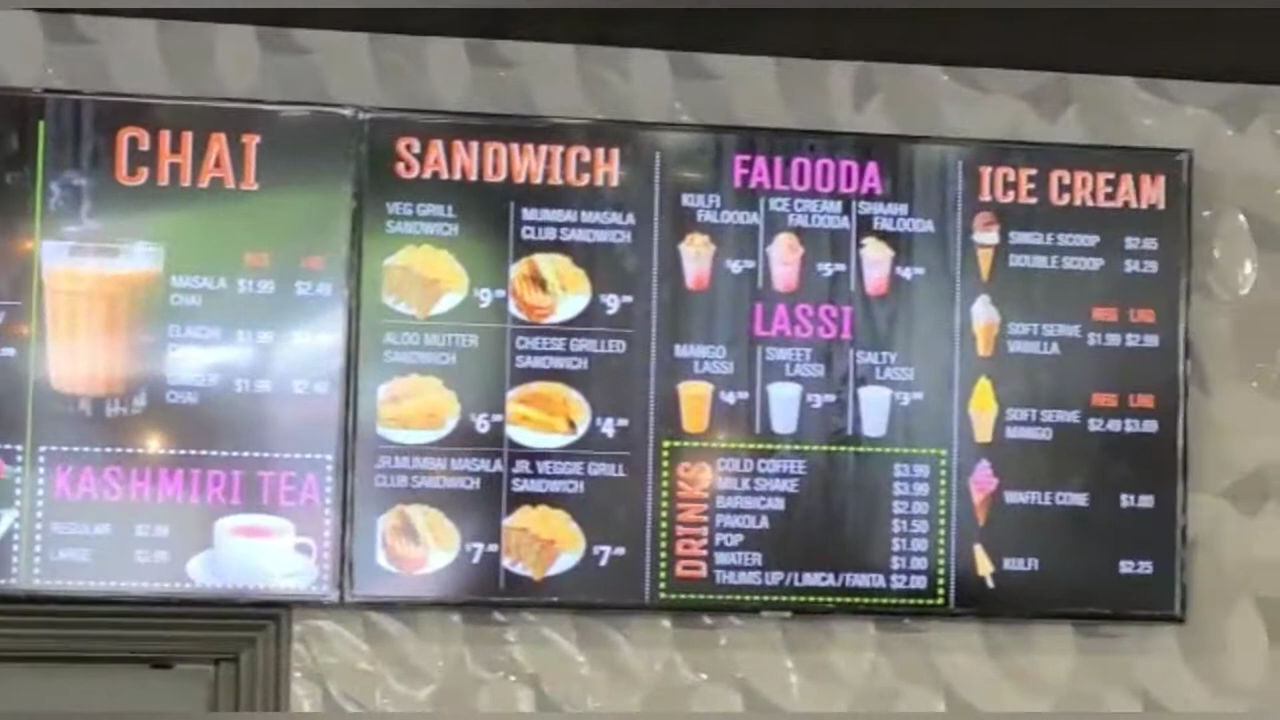 CHAI
MASALA $1.99 $2.49
CHAI
ELAICHI $1.99
$1.99 $2.49
CHAI
KASHMIRI TEA
REGULAR
LARGE
SANDWICH
VEG GRILL
SANDWICH
$9
MUMBAI MASALA
CLUB SANDWICH
$9
ALOO MUTTER
SANDWICH
$6
CHEESE GRILLED
SANDWICH
$4
JR.MUMBAI MASALA
CLUB SANDWICH
$7
JR. VEGGIE GRILL
SANDWICH
$7
FALOODA
KULFI
FALOODA
$6
ICE CREAM
FALOODA
$5
SHAAHI
FALOODA
$4
LASSI
MANGO
LASSI
$4
SWEET
LASSI
$3
SALTY
LASSI
$3
DRINKS
COLD COFFEE $3.99
MILK SHAKE $3.99
BARBICAN $2.00
PAKOLA $1.50
POP $1.00
WATER $1.00
THUMS UP / LIMCA / FANTA $2.00
ICE CREAM
SINGLE SCOOP $2.65
DOUBLE SCOOP $4.29
REG LRG
SOFT SERVE $1.99 $2.99
VANILLA
REG LRG
SOFT SERVE $2.49 $3.69
MANGO
WAFFLE CONE
KULFI $2.25